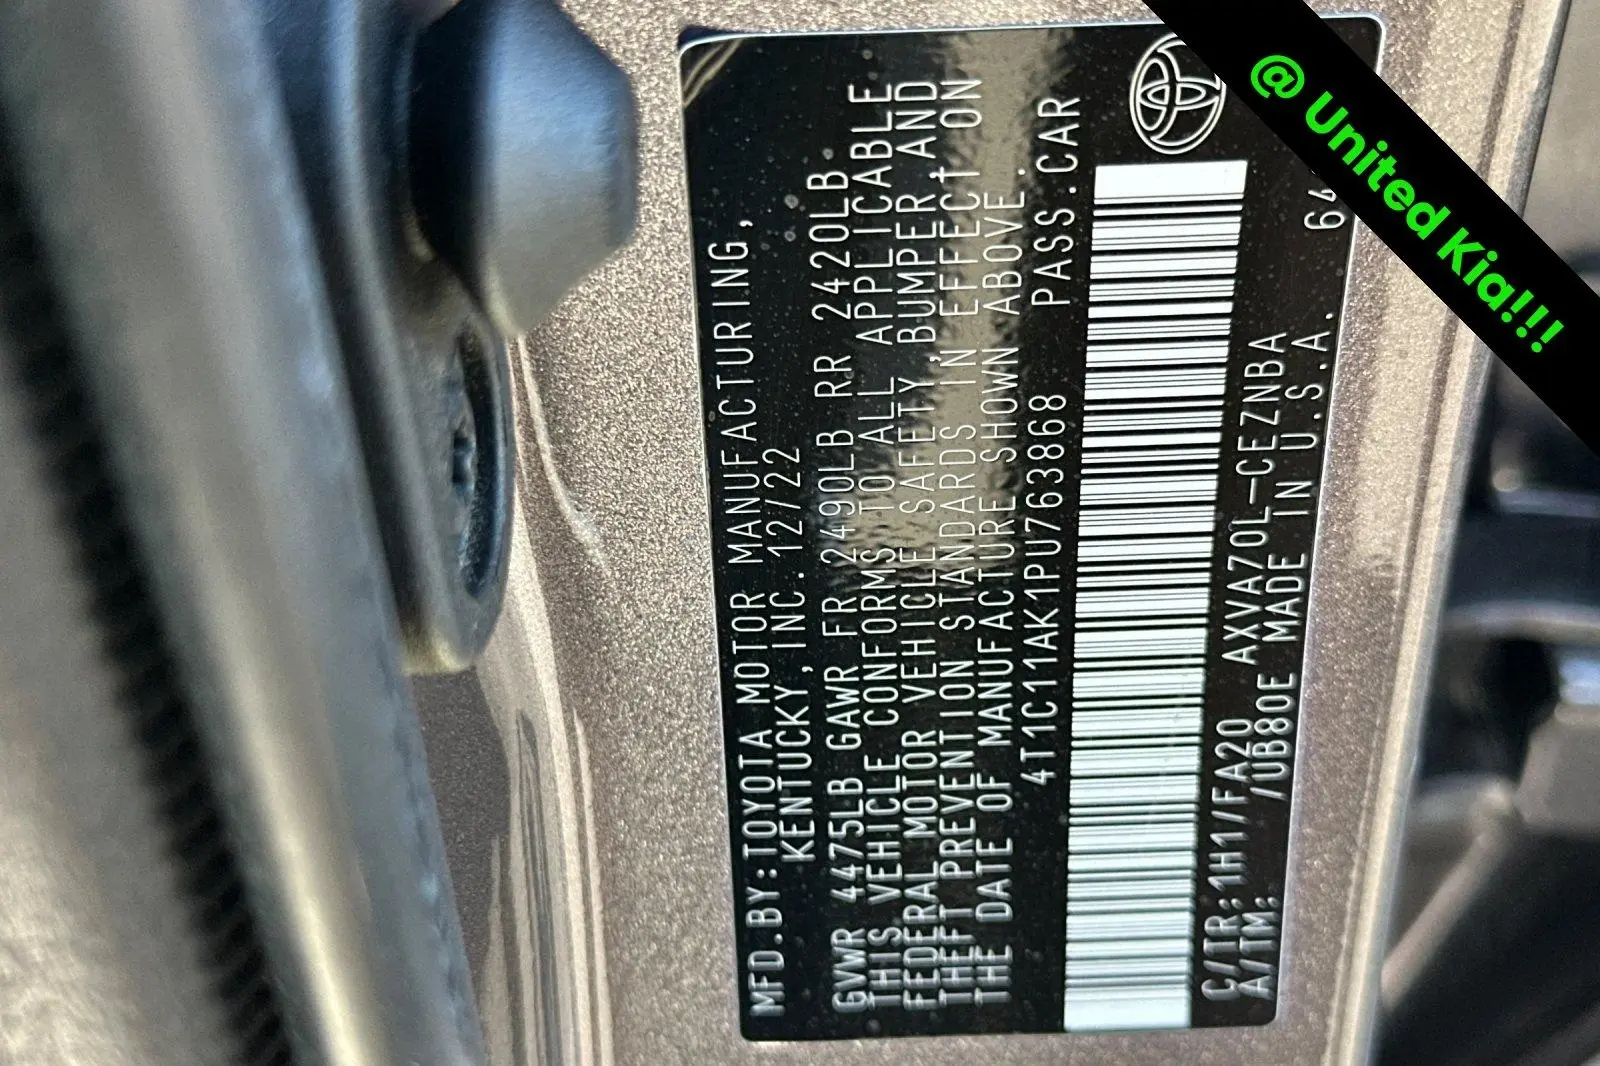 MFD.BY:TOYOTA MOTOR MANUFACTURING,
KENTUCKY,INC.12/22
GVWR 4475LB GAWR FR 2490LB RR 2420LB.
THIS VEHICLE CONFORMS TO ALL APPLICABLE
FEDERAL MOTOR VEHICLE SAFETY,BUMPER,AND
THEFT PREVENTION STANDARDS IN EFFECT ON
THE DATE OF MANUFACTURE SHOWN ABOVE.
4T1C11AK1PU763868 PASS.CAR
C/TR:1H1/FA20 AXVA70L-CEZNBA
A/TM: /UB80E MADE IN U.S.A.
@ United Kia!!!